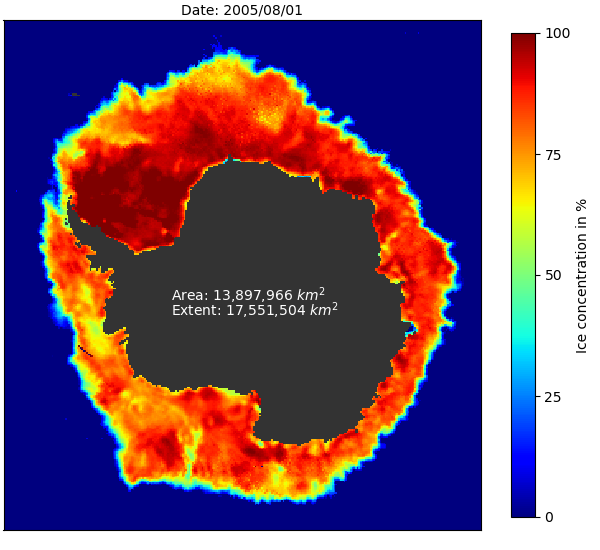 Date: 2005/08/01
100
75
50
25
0
Ice concentration in %
Area: 13,897,966 km²
Extent: 17,551,504 km²